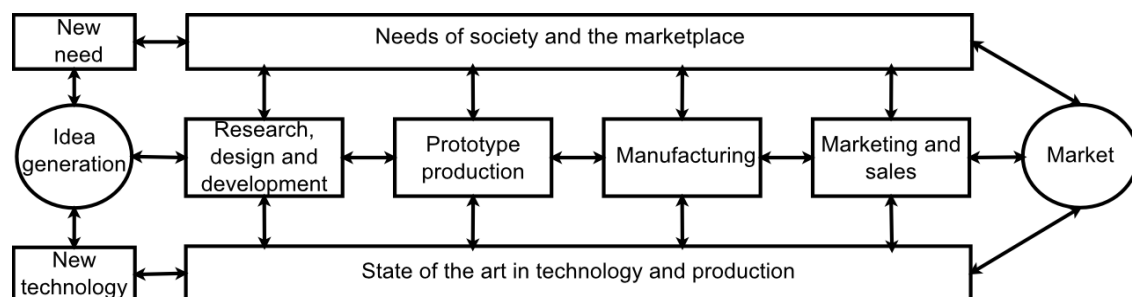 New
need
Needs of society and the marketplace
Idea
generation
Research,
design and
development
Prototype
production
Manufacturing
Marketing and
sales
Market
New
technology
State of the art in technology and production